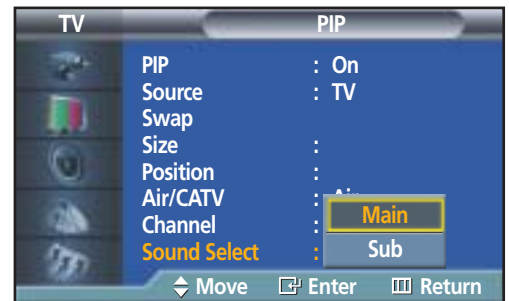 TV PIP
PIP : On
Source : TV
Swap
Size :
Position :
Air/CATV : Air
Channel :
Sound Select :
Main
Sub
Move Enter Return